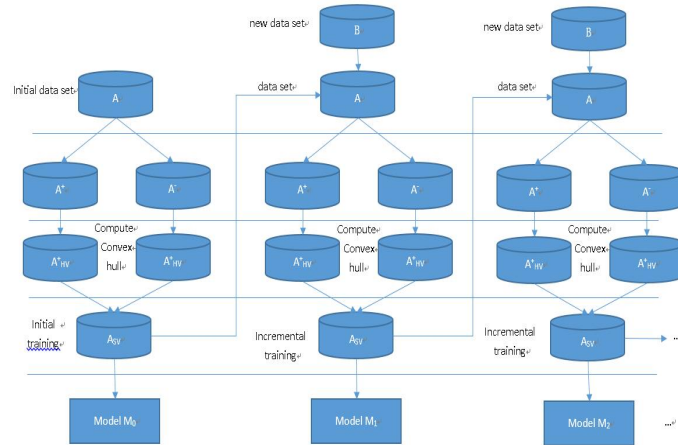 new data set
B
new data set
B
Initial data set
A
data set
A
data set
A
A⁺
A⁻
A⁺
A⁻
A⁺
A⁻
Compute
Convex
hull
A⁺HV
A⁺HV
Compute
Convex
hull
A⁺HV
A⁺HV
Compute
Convex
hull
A⁺HV
A⁺HV
Initial
training
ASV
Incremental
training
ASV
Incremental
training
ASV
...
Model M₀
Model M₁
Model M₂
...